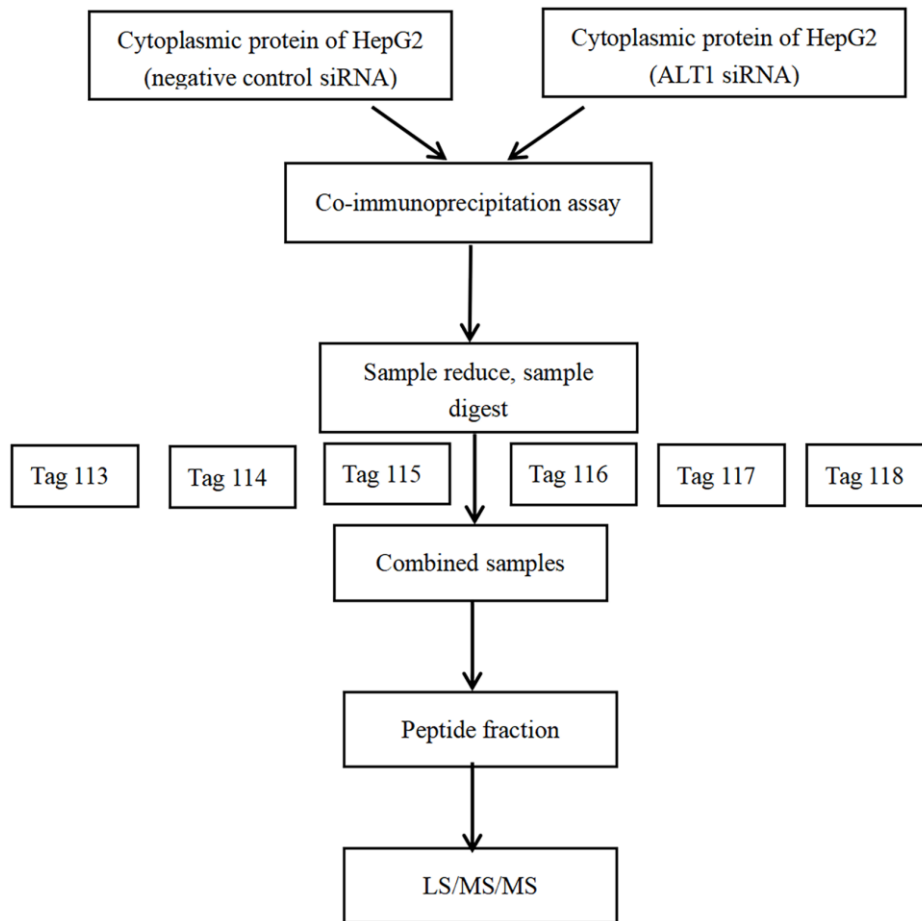 Cytoplasmic protein of HepG2
(negative control siRNA)
Cytoplasmic protein of HepG2
(ALT1 siRNA)
Co-immunoprecipitation assay
Sample reduce, sample
digest
Tag 113
Tag 114
Tag 115
Tag 116
Tag 117
Tag 118
Combined samples
Peptide fraction
LS/MS/MS